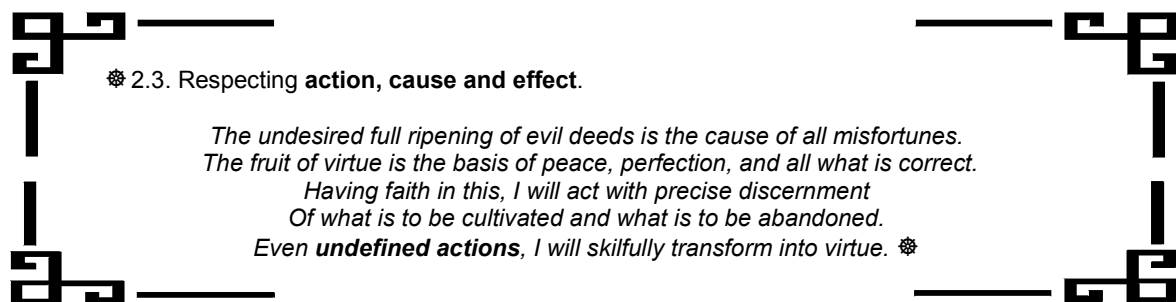 ☸ 2.3. Respecting action, cause and effect.
The undesired full ripening of evil deeds is the cause of all misfortunes.
The fruit of virtue is the basis of peace, perfection, and all what is correct.
Having faith in this, I will act with precise discernment
Of what is to be cultivated and what is to be abandoned.
Even undefined actions, I will skilfully transform into virtue. ☸